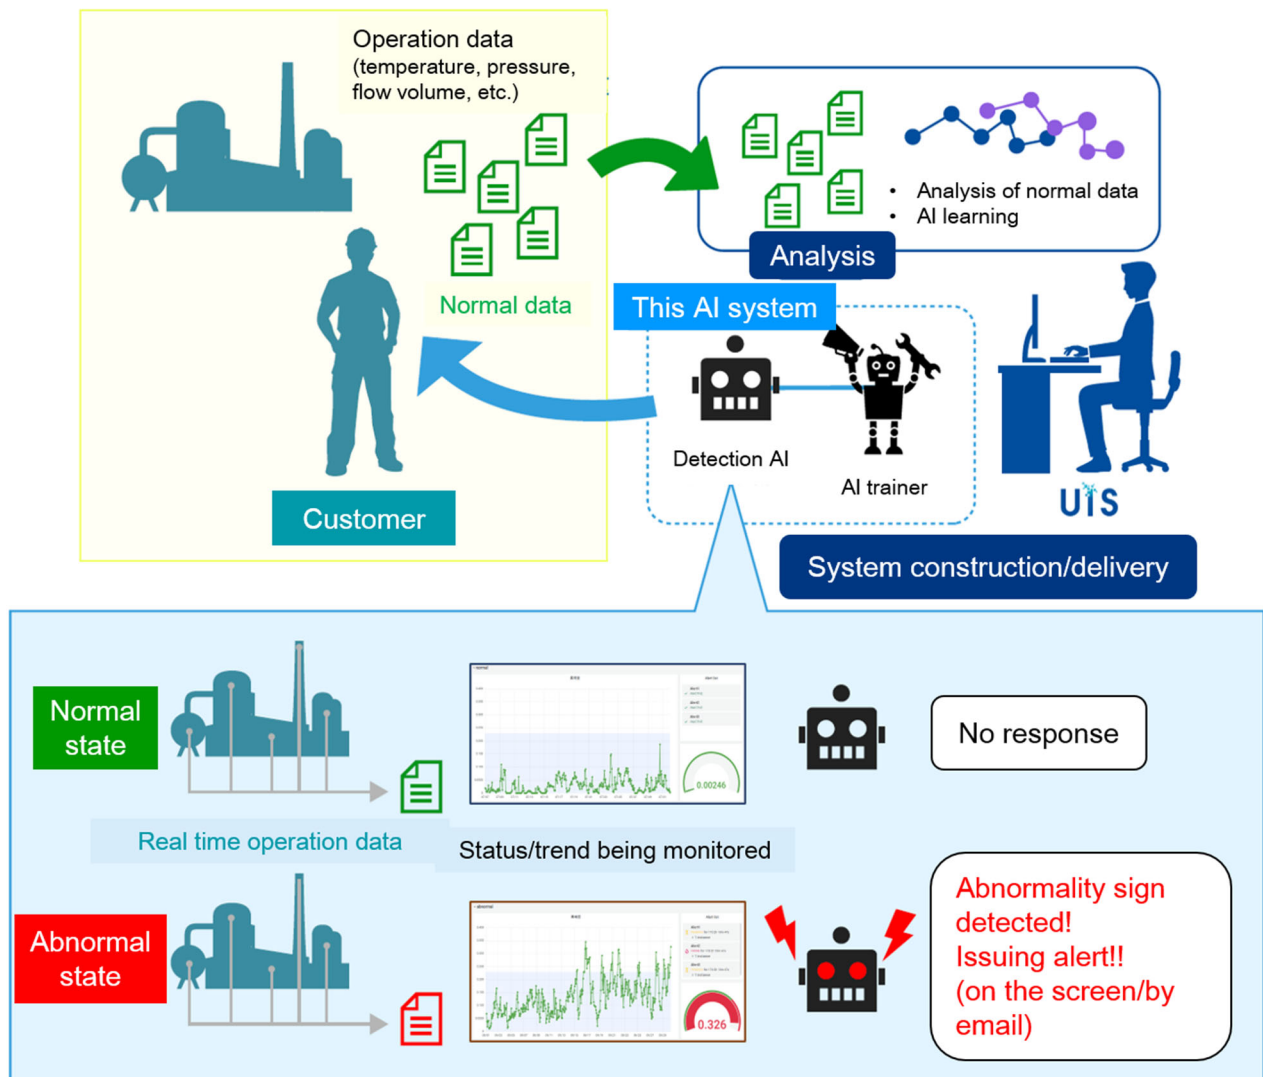 Operation data
(temperature, pressure,
flow volume, etc.)
Normal data
Customer
• Analysis of normal data
• AI learning
Analysis
This AI system
Detection AI
AI trainer
UIS
System construction/delivery
Normal
state
Real time operation data
normal
0.00246
Status/trend being monitored
No response
Abnormal
state
abnormal
0.326
Abnormality sign
detected!
Issuing alert!!
(on the screen/by
email)